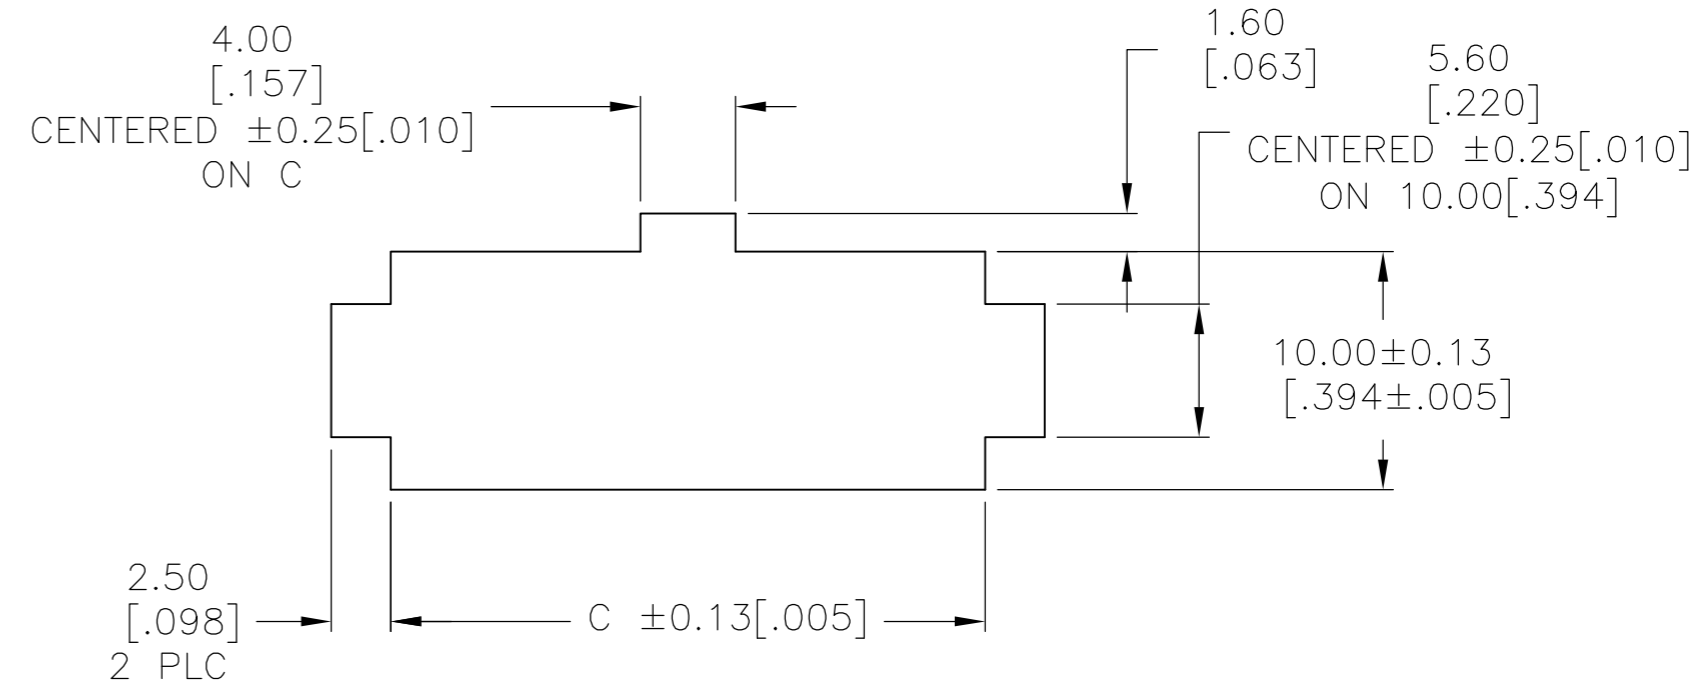 4.00
[.157]
CENTERED ±0.25[.010]
ON C
1.60
[.063]
5.60
[.220]
CENTERED ±0.25[.010]
ON 10.00[.394]
10.00±0.13
[.394±.005]
2.50
[.098]
2 PLC
C ±0.13[.005]